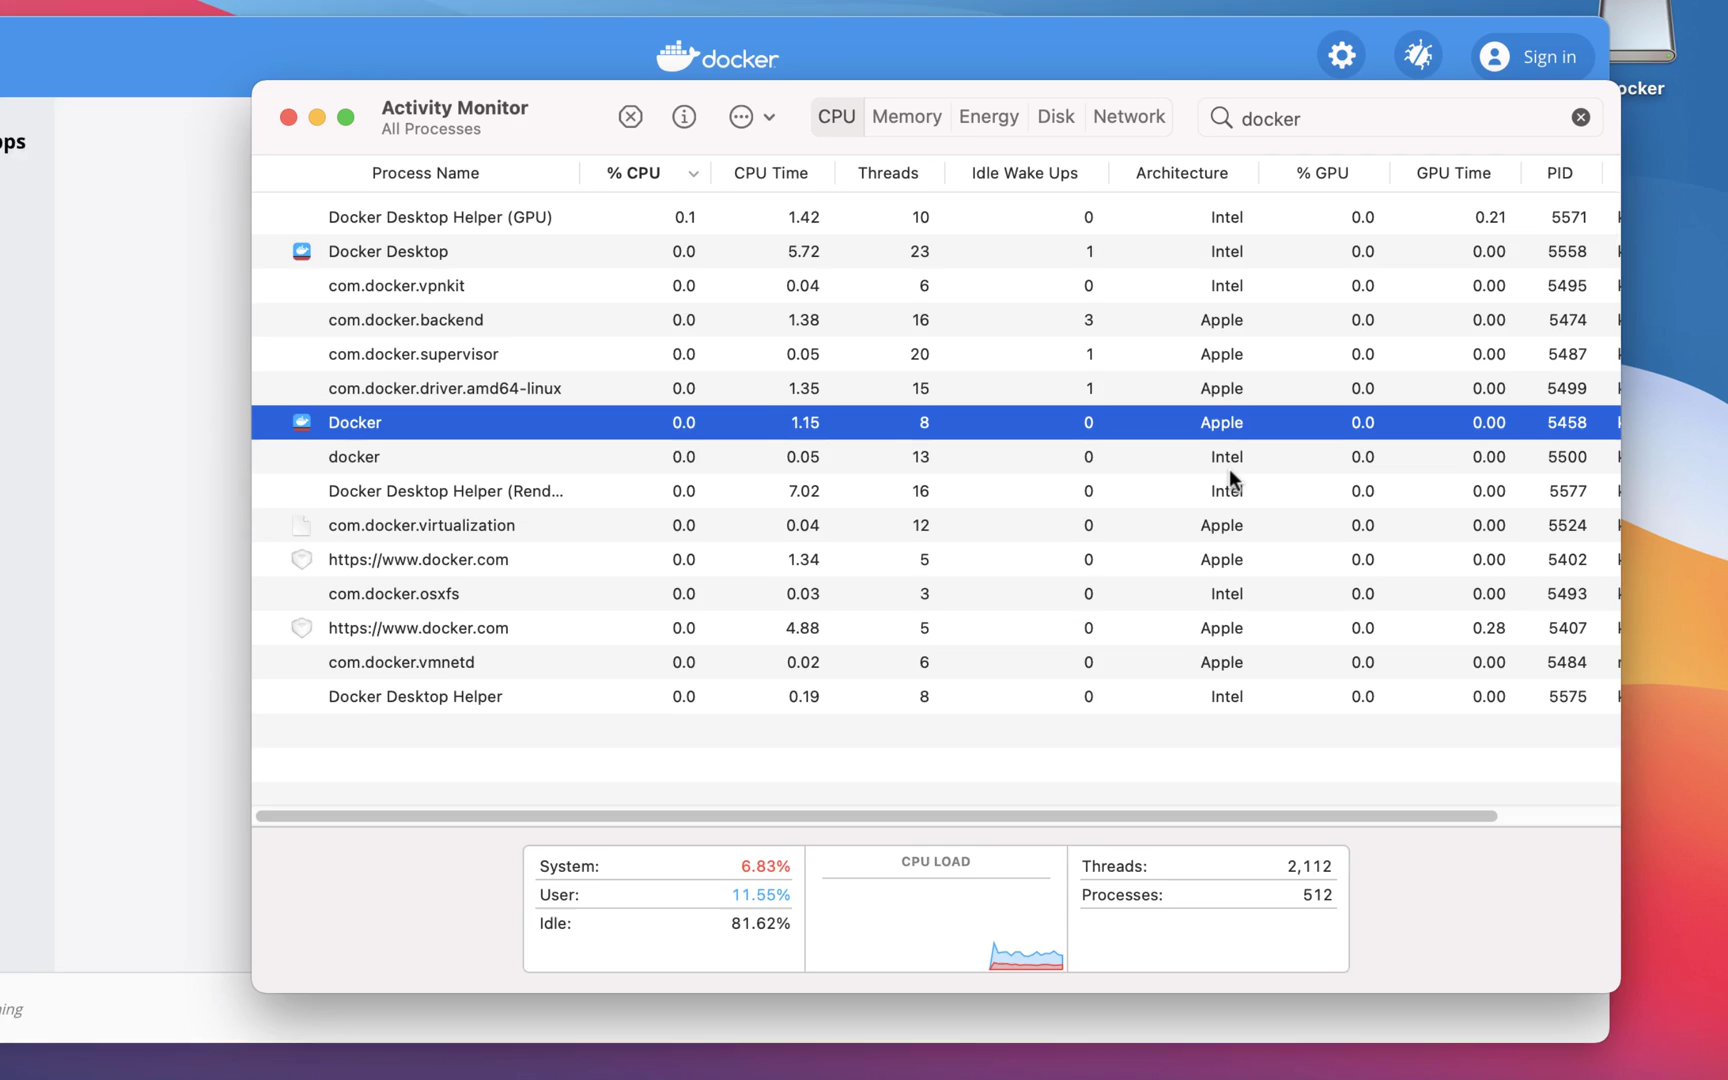 docker
Sign in
ocker
ops
Activity Monitor
All Processes
CPU Memory Energy Disk Network
docker
Process Name % CPU CPU Time Threads Idle Wake Ups Architecture % GPU GPU Time PID
Docker Desktop Helper (GPU) 0.1 1.42 10 0 Intel 0.0 0.21 5571
Docker Desktop 0.0 5.72 23 1 Intel 0.0 0.00 5558
com.docker.vpnkit 0.0 0.04 6 0 Intel 0.0 0.00 5495
com.docker.backend 0.0 1.38 16 3 Apple 0.0 0.00 5474
com.docker.supervisor 0.0 0.05 20 1 Apple 0.0 0.00 5487
com.docker.driver.amd64-linux 0.0 1.35 15 1 Apple 0.0 0.00 5499
Docker 0.0 1.15 8 0 Apple 0.0 0.00 5458
docker 0.0 0.05 13 0 Intel 0.0 0.00 5500
Docker Desktop Helper (Rend... 0.0 7.02 16 0 Intel 0.0 0.00 5577
com.docker.virtualization 0.0 0.04 12 0 Apple 0.0 0.00 5524
https://www.docker.com 0.0 1.34 5 0 Apple 0.0 0.00 5402
com.docker.osxfs 0.0 0.03 3 0 Intel 0.0 0.00 5493
https://www.docker.com 0.0 4.88 5 0 Apple 0.0 0.28 5407
com.docker.vmnetd 0.0 0.02 6 0 Apple 0.0 0.00 5484
Docker Desktop Helper 0.0 0.19 8 0 Intel 0.0 0.00 5575
System: 6.83%
User: 11.55%
Idle: 81.62%
CPU LOAD
Threads: 2,112
Processes: 512
ning